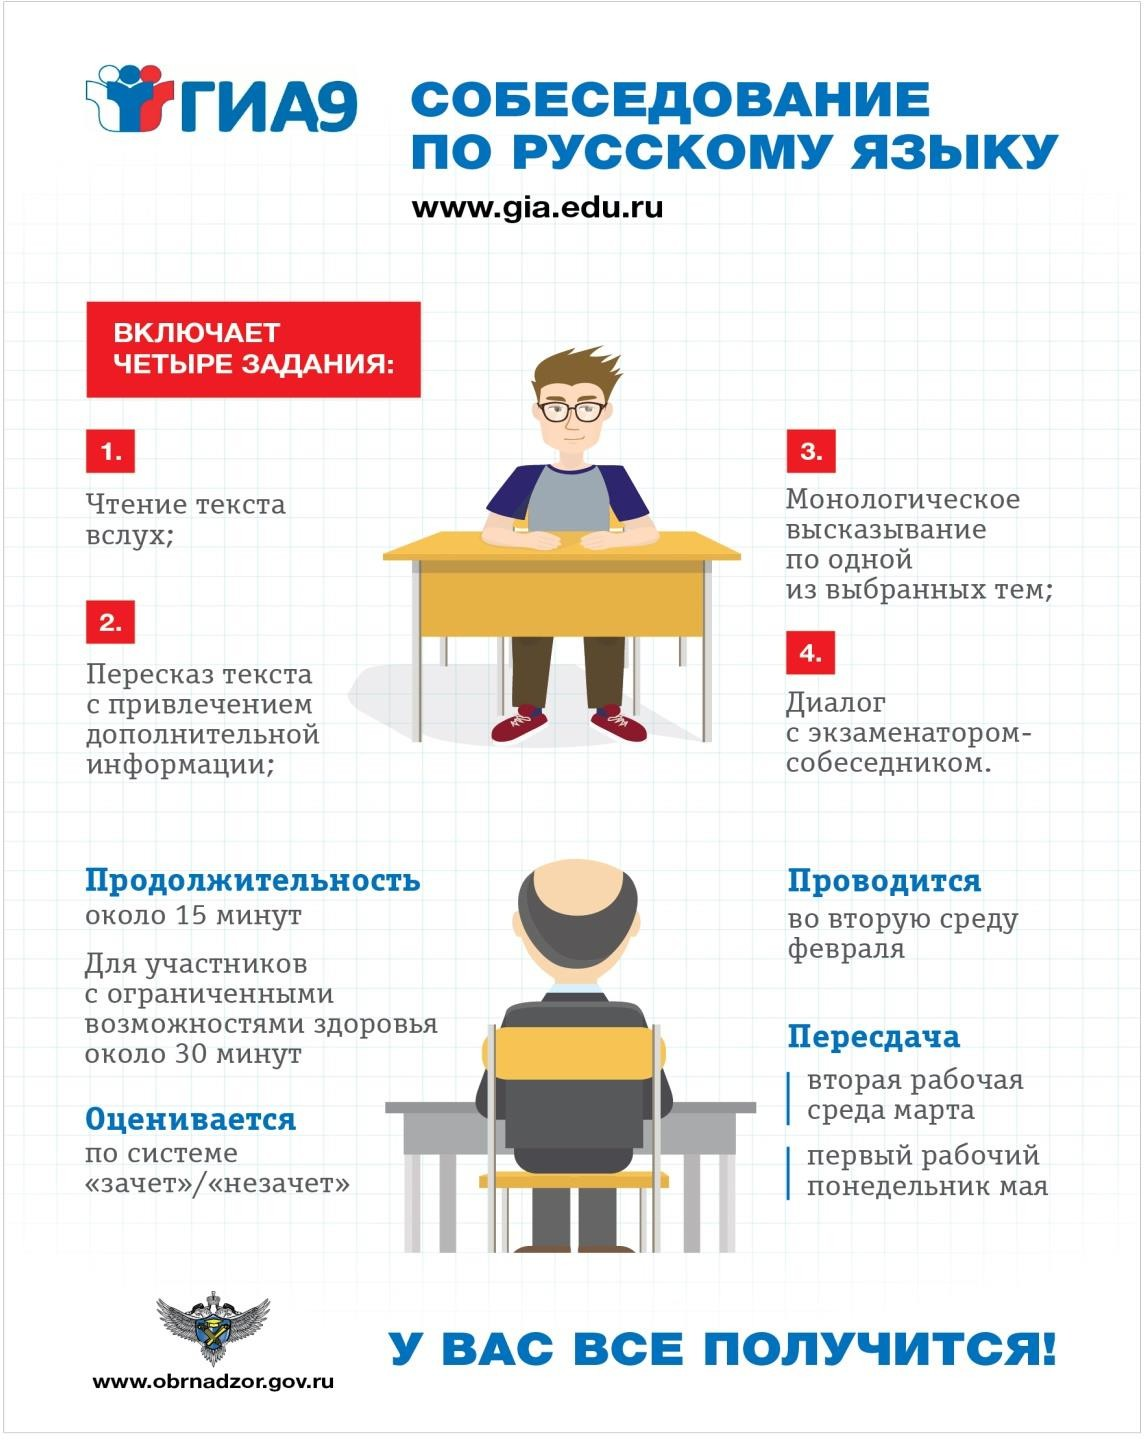 ГИА9
СОБЕСЕДОВАНИЕ
ПО РУССКОМУ ЯЗЫКУ
www.gia.edu.ru
ВКЛЮЧАЕТ
ЧЕТЫРЕ ЗАДАНИЯ:
1.
Чтение текста
вслух;
2.
Пересказ текста
с привлечением
дополнительной
информации;
3.
Монологическое
высказывание
по одной
из выбранных тем;
4.
Диалог
с экзаменатором-
собеседником.
Продолжительность
около 15 минут
Для участников
с ограниченными
возможностями здоровья
около 30 минут
Оценивается
по системе
«зачет»/«незачет»
Проводится
во вторую среду
февраля
Пересдача
вторая рабочая
среда марта
первый рабочий
понедельник мая
www.obrnadzor.gov.ru
У ВАС ВСЕ ПОЛУЧИТСЯ!